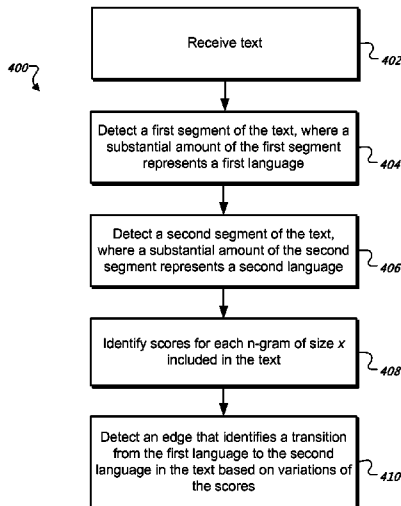 400
Receive text
402
Detect a first segment of the text, where a
substantial amount of the first segment
represents a first language
404
Detect a second segment of the text,
where a substantial amount of the second
segment represents a second language
406
Identify scores for each n-gram of size x
included in the text
408
Detect an edge that identifies a transition
from the first language to the second
language in the text based on variations of
the scores
410